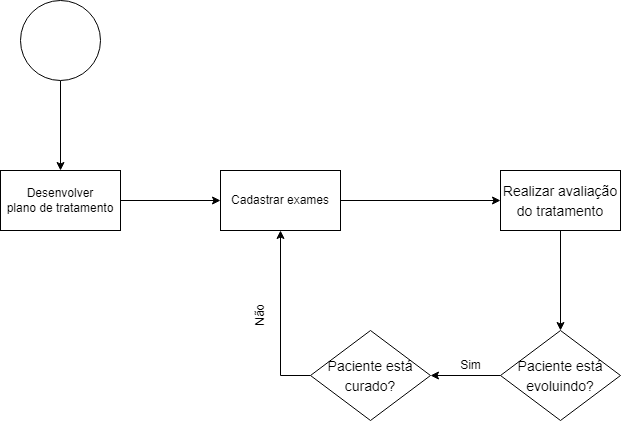 Desenvolver
plano de tratamento
Cadastrar exames
Realizar avaliação
do tratamento
Não
Paciente está
curado?
Sim
Paciente está
evoluindo?